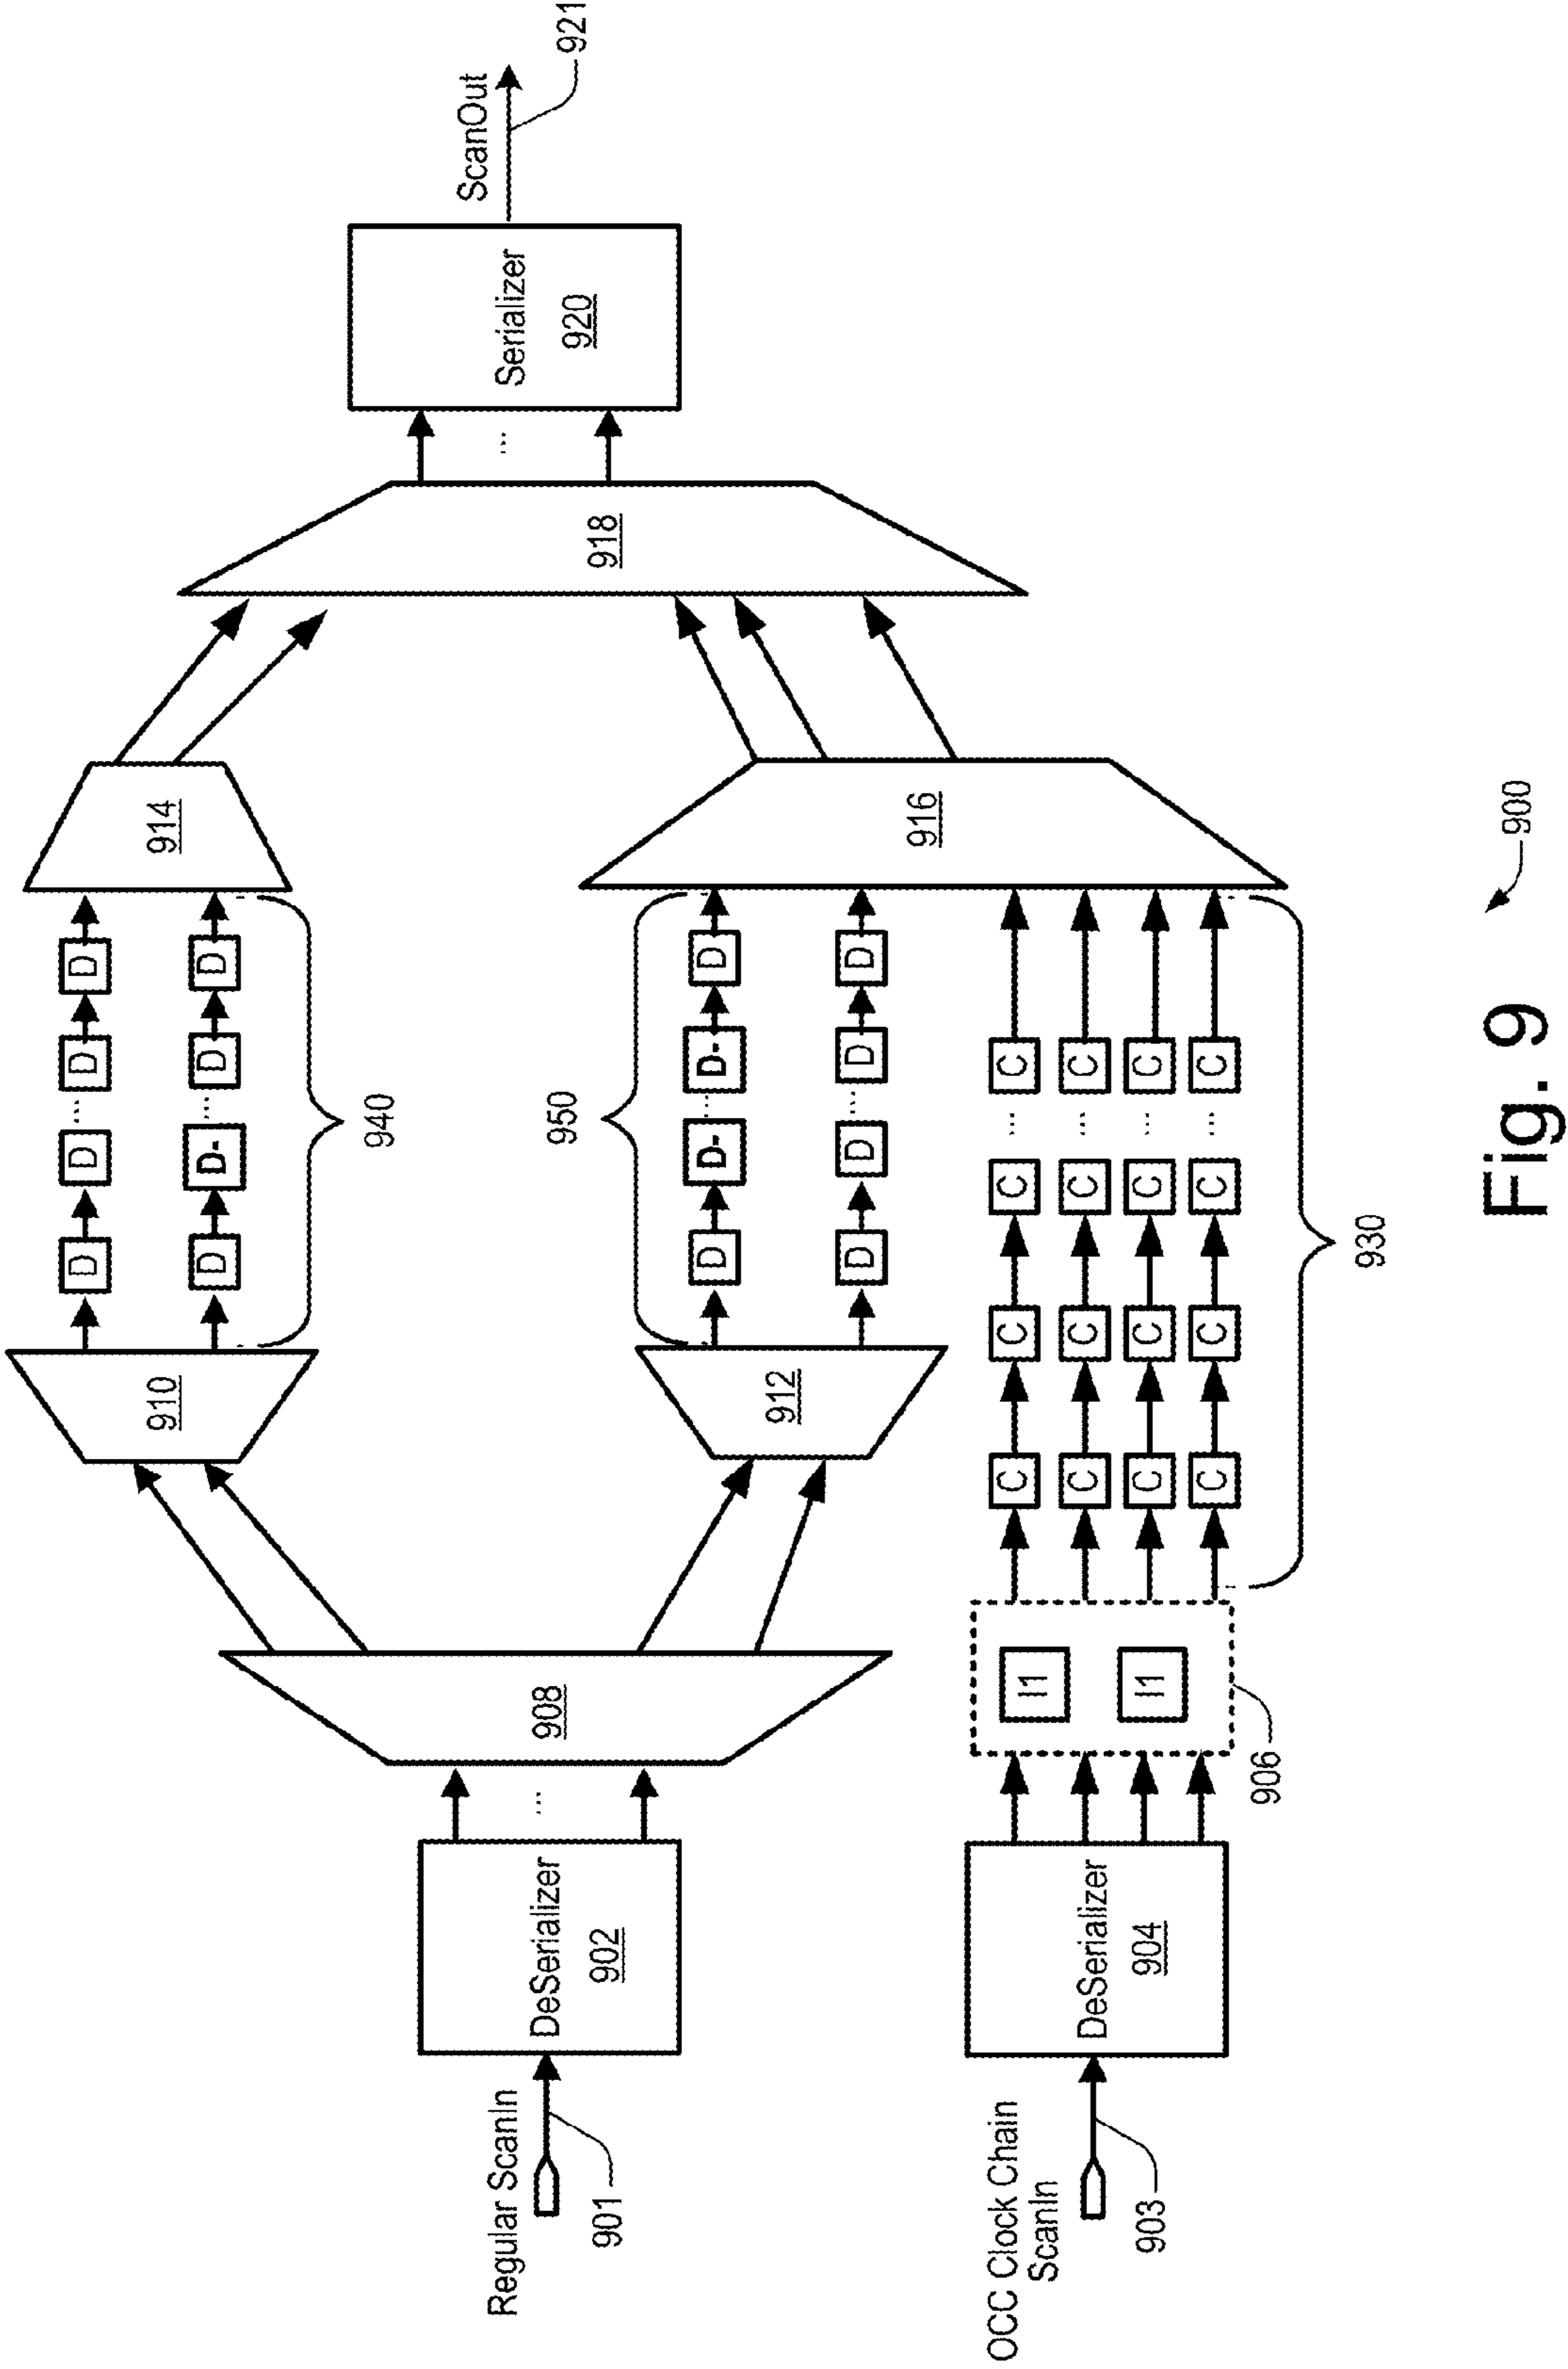 D D ... D D
910
914
D D- ... D D
940
Regular ScanIn
901
DeSerializer
902
...
908
918
...
Serializer
920
ScanOut
921
950
D D- ... D- D
912
D D ... D D
916
OCC Clock Chain
ScanIn
903
DeSerializer
904
I1
I1
906
C C C ... C
C C C ... C
C C C ... C
C C C ... C
930
900
Fig. 9